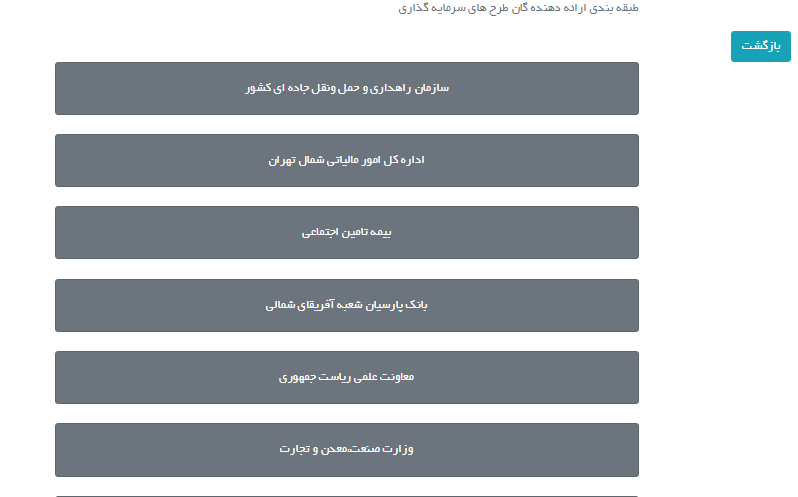 طبقه بندی ارائه دهنده گان طرح های سرمایه گذاری
بازگشت
سازمان راهداری و حمل ونقل جاده ای کشور
اداره کل امور مالیاتی شمال تهران
بیمه تامین اجتماعی
بانک پارسیان شعبه آفریقای شمالی
معاونت علمی ریاست جمهوری
وزارت صنعت،معدن و تجارت